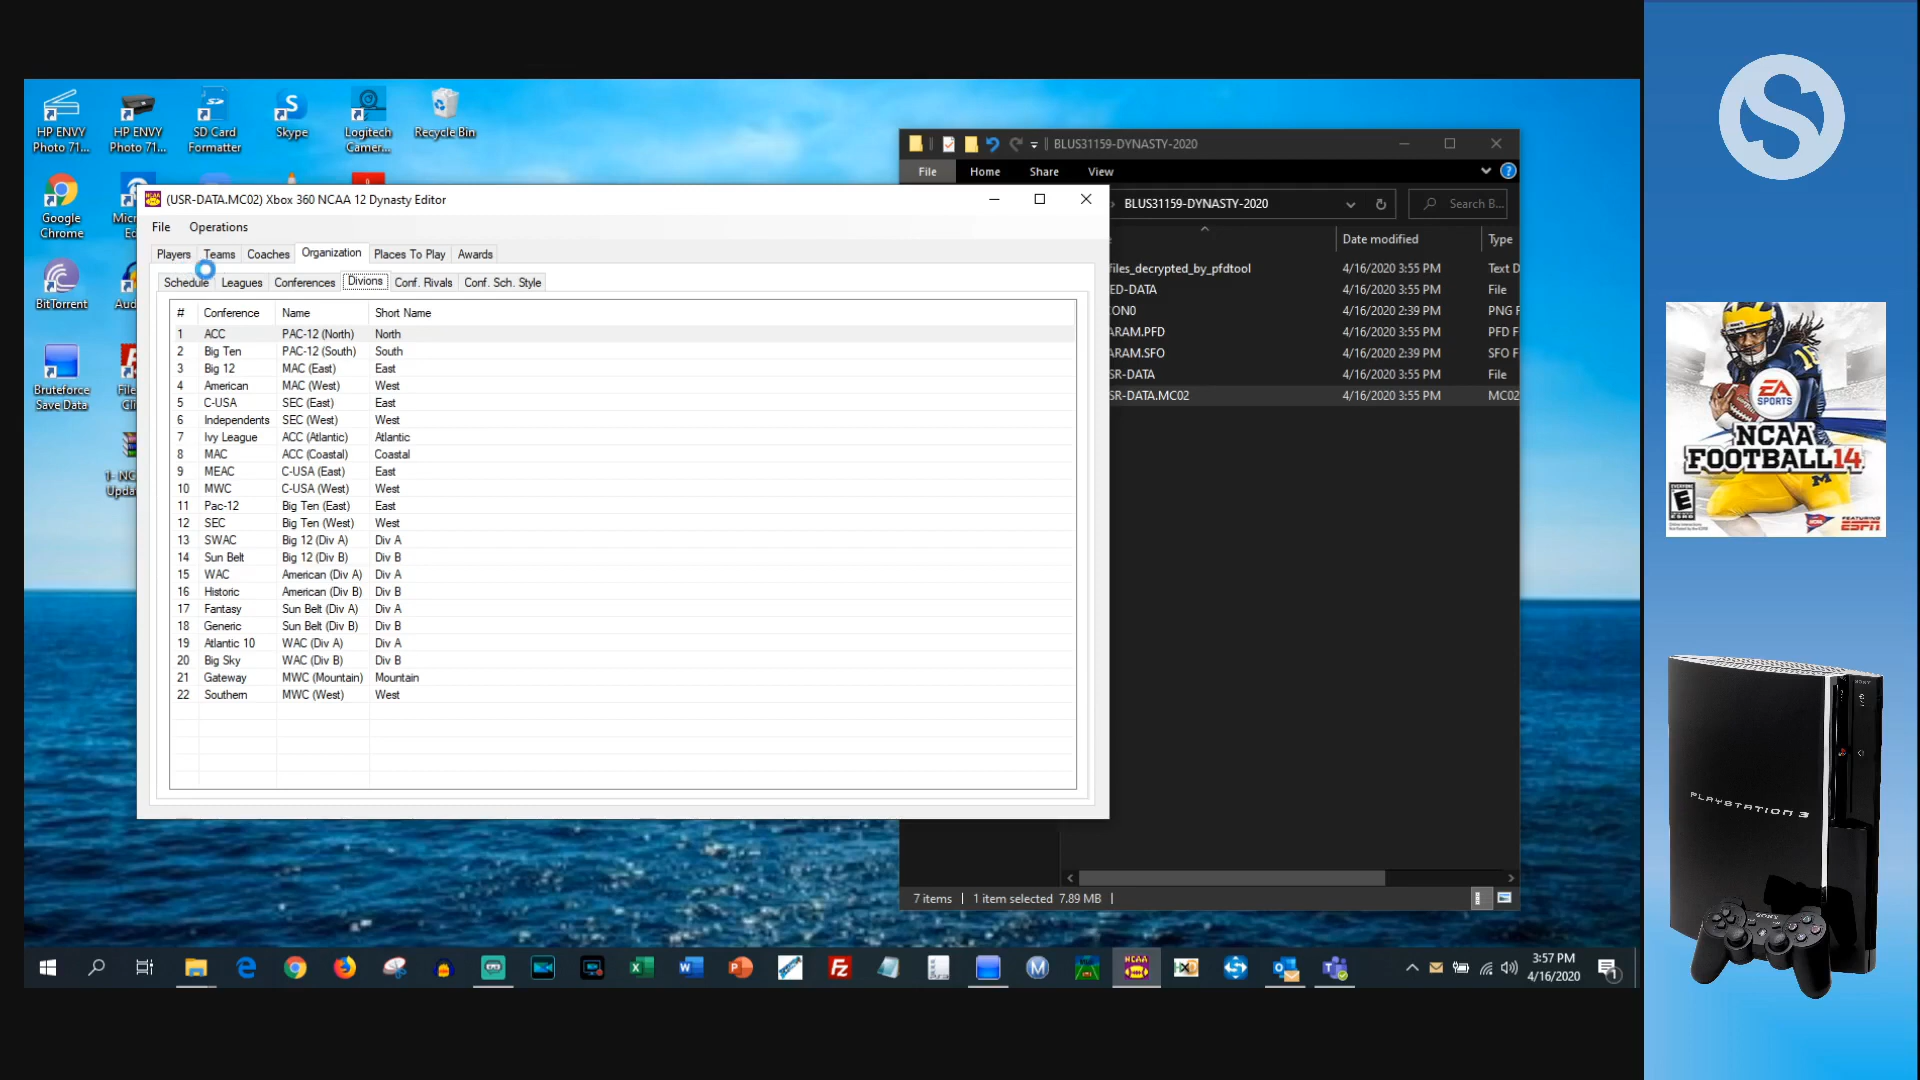 HP ENVY
Photo 71...
HP ENVY
Photo 71...
SD Card
Formatter
Skype
Logitech
Camer...
Recycle Bin
Google
Chrome
BitTorrent
Bruteforce
Save Data
(USR-DATA.MC02) Xbox 360 NCAA 12 Dynasty Editor
File Operations
Players Teams Coaches Organization Places To Play Awards
Schedule Leagues Conferences Divions Conf. Rivals Conf. Sch. Style
# Conference Name Short Name
1 ACC PAC-12 (North) North
2 Big Ten PAC-12 (South) South
3 Big 12 MAC (East) East
4 American MAC (West) West
5 C-USA SEC (East) East
6 Independents SEC (West) West
7 Ivy League ACC (Atlantic) Atlantic
8 MAC ACC (Coastal) Coastal
9 MEAC C-USA (East) East
10 MWC C-USA (West) West
11 Pac-12 Big Ten (East) East
12 SEC Big Ten (West) West
13 SWAC Big 12 (Div A) Div A
14 Sun Belt Big 12 (Div B) Div B
15 WAC American (Div A) Div A
16 Historic American (Div B) Div B
17 Fantasy Sun Belt (Div A) Div A
18 Generic Sun Belt (Div B) Div B
19 Atlantic 10 WAC (Div A) Div A
20 Big Sky WAC (Div B) Div B
21 Gateway MWC (Mountain) Mountain
22 Southern MWC (West) West
BLUS31159-DYNASTY-2020
File Home Share View
BLUS31159-DYNASTY-2020
Search B...
Date modified Type
files_decrypted_by_pfdtool 4/16/2020 3:55 PM Text D
ED-DATA 4/16/2020 3:55 PM File
CON0 4/16/2020 2:39 PM PNG F
ARAM.PFD 4/16/2020 3:55 PM PFD F
ARAM.SFO 4/16/2020 2:39 PM SFO F
SR-DATA 4/16/2020 3:55 PM File
SR-DATA.MC02 4/16/2020 3:55 PM MC02
7 items 1 item selected 7.89 MB
3:57 PM
4/16/2020
EA
SPORTS
NCAA
FOOTBALL 14
EVERYONE
E
ESRB
FEATURING
ESPN
PLAYSTATION 3
SONY